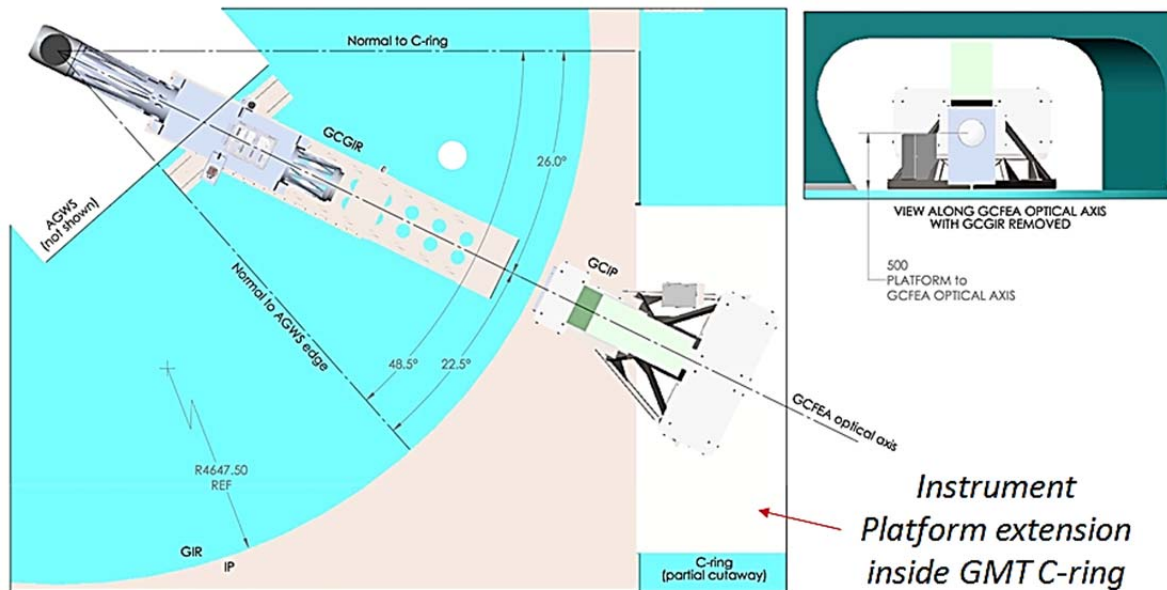 Normal to C-ring
GCGIR
26.0°
AGWS
(not shown)
Normal to AGWS edge
GCIP
48.5°
22.5°
GCFEA optical axis
R4647.50
REF
GIR
IP
C-ring
(partial cutaway)
VIEW ALONG GCFEA OPTICAL AXIS
WITH GCGIR REMOVED
500
PLATFORM to
GCFEA OPTICAL AXIS
Instrument
Platform extension
inside GMT C-ring